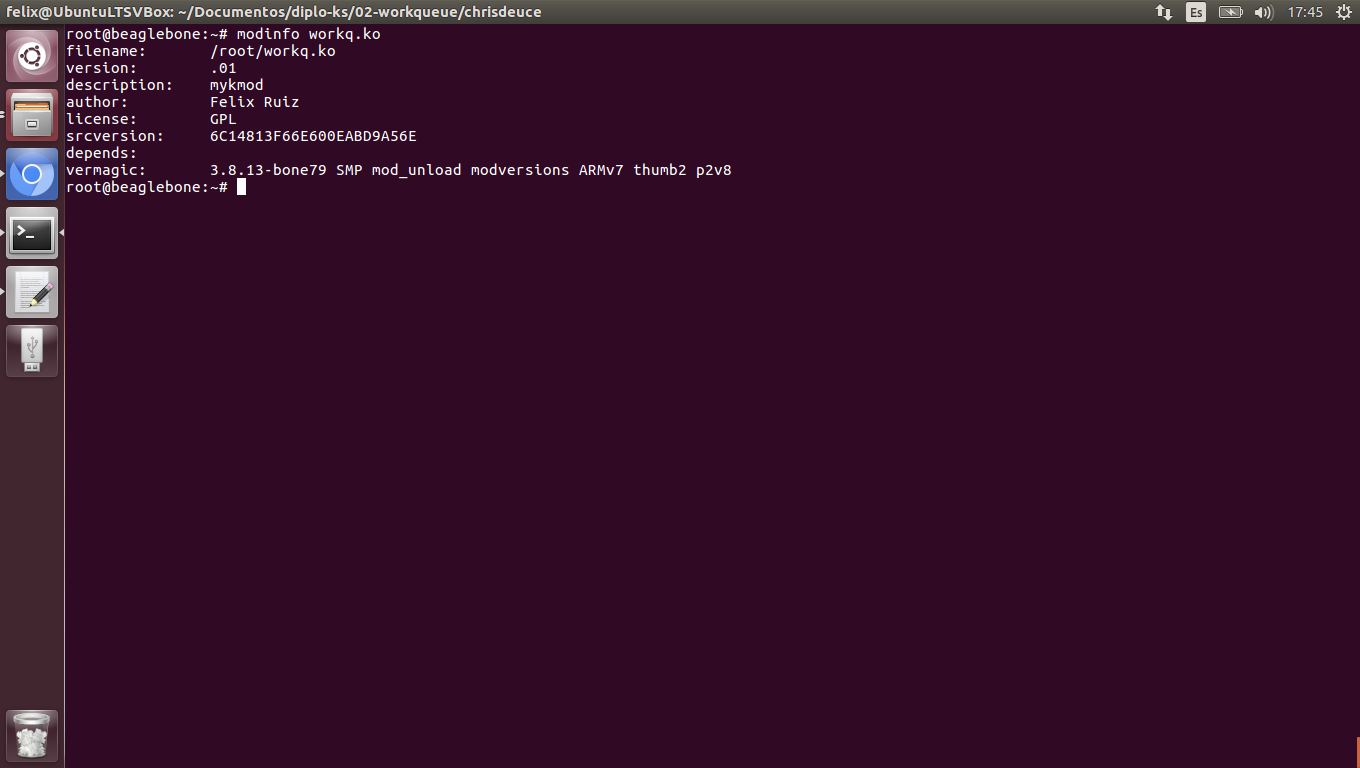 felix@UbuntuLTSVBox: ~/Documentos/diplo-ks/02-workqueue/chrisdeuce
Es
17:45
root@beaglebone:~# modinfo workq.ko
filename:       /root/workq.ko
version:        .01
description:    mykmod
author:         Felix Ruiz
license:        GPL
srcversion:     6C14813F66E600EABD9A56E
depends:
vermagic:       3.8.13-bone79 SMP mod_unload modversions ARMv7 thumb2 p2v8
root@beaglebone:~#